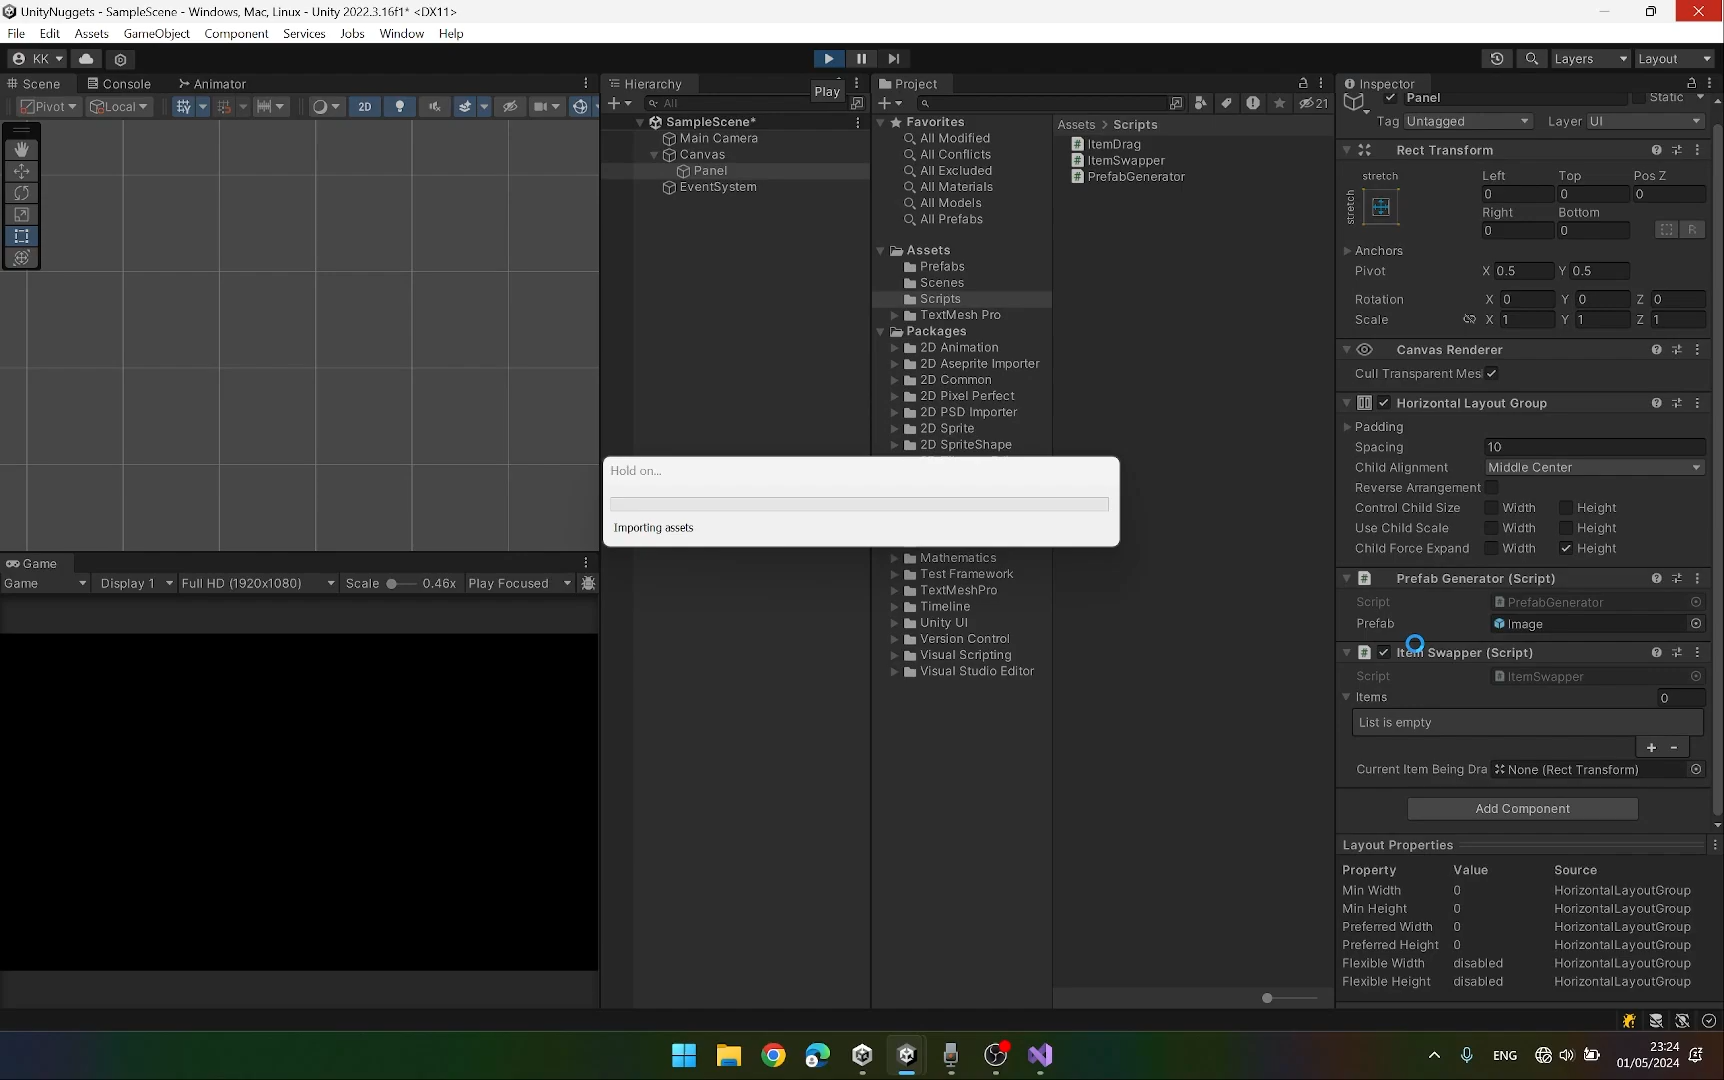 UnityNuggets - SampleScene - Windows, Mac, Linux - Unity 2022.3.16f1* <DX11>
File Edit Assets GameObject Component Services Jobs Window Help
KK Layers Layout
Scene Console Animator
Pivot Local 2D
Hierarchy
All
Play
SampleScene*
Main Camera
Canvas
Panel
EventSystem
Project
21
Favorites
All Modified
All Conflicts
All Excluded
All Materials
All Models
All Prefabs
Assets
Prefabs
Scenes
Scripts
TextMesh Pro
Packages
2D Animation
2D Aseprite Importer
2D Common
2D Pixel Perfect
2D PSD Importer
2D Sprite
2D SpriteShape
Mathematics
Test Framework
TextMeshPro
Timeline
Unity UI
Version Control
Visual Scripting
Visual Studio Editor
Assets > Scripts
ItemDrag
ItemSwapper
PrefabGenerator
Hold on...
Importing assets
Game
Game Display 1 Full HD (1920x1080) Scale 0.46x Play Focused
Inspector
Panel Static
Tag Untagged Layer UI
Rect Transform
stretch Left Top Pos Z
stretch 0 0 0
Right Bottom
0 0 R
Anchors
Pivot X 0.5 Y 0.5
Rotation X 0 Y 0 Z 0
Scale X 1 Y 1 Z 1
Canvas Renderer
Cull Transparent Mes
Horizontal Layout Group
Padding
Spacing 10
Child Alignment Middle Center
Reverse Arrangement
Control Child Size Width Height
Use Child Scale Width Height
Child Force Expand Width Height
Prefab Generator (Script)
Script PrefabGenerator
Prefab Image
Item Swapper (Script)
Script ItemSwapper
Items 0
List is empty
+ -
Current Item Being Dra None (Rect Transform)
Add Component
Layout Properties
Property Value Source
Min Width 0 HorizontalLayoutGroup
Min Height 0 HorizontalLayoutGroup
Preferred Width 0 HorizontalLayoutGroup
Preferred Height 0 HorizontalLayoutGroup
Flexible Width disabled HorizontalLayoutGroup
Flexible Height disabled HorizontalLayoutGroup
ENG 23:24
01/05/2024